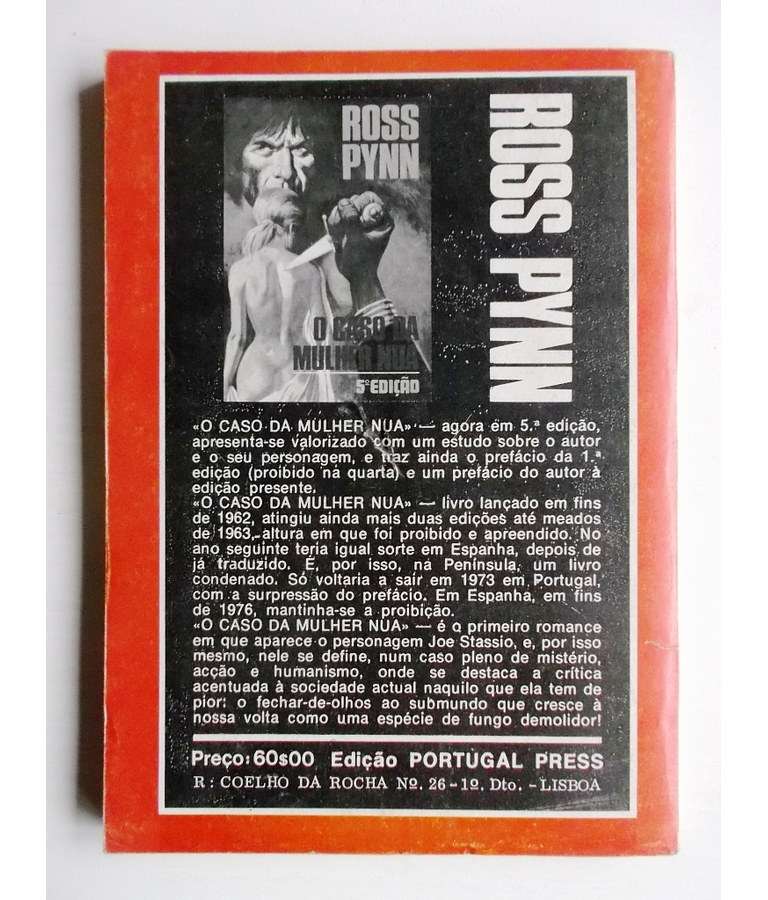 ROSS
PYNN
O CASO DA
MULHER NUA
5ª EDIÇÃO
ROSS PYNN
«O CASO DA MULHER NUA» — agora em 5.ª edição,
apresenta-se valorizado com um estudo sobre o autor
e o seu personagem, e traz ainda o prefácio da 1.ª
edição (proibido na quarta) e um prefácio do autor à
edição presente.
«O CASO DA MULHER NUA» — livro lançado em fins
de 1962, atingiu ainda mais duas edições até meados
de 1963, altura em que foi proibido e apreendido. No
ano seguinte teria igual sorte em Espanha, depois de
já traduzido. É, por isso, na Península, um livro
condenado. Só voltaria a sair em 1973 em Portugal,
com a surpressão do prefácio. Em Espanha, em fins
de 1976, mantinha-se a proibição.
«O CASO DA MULHER NUA» — é o primeiro romance
em que aparece o personagem Joe Stassio, e, por isso
mesmo, nele se define, num caso pleno de mistério,
acção e humanismo, onde se destaca a crítica
acentuada à sociedade actual naquilo que ela tem de
pior: o fechar-de-olhos ao submundo que cresce à
nossa volta como uma espécie de fungo demolidor!
Preço: 60$00 Edição PORTUGAL PRESS
R: COELHO DA ROCHA Nº. 26-1º. Dto. - LISBOA